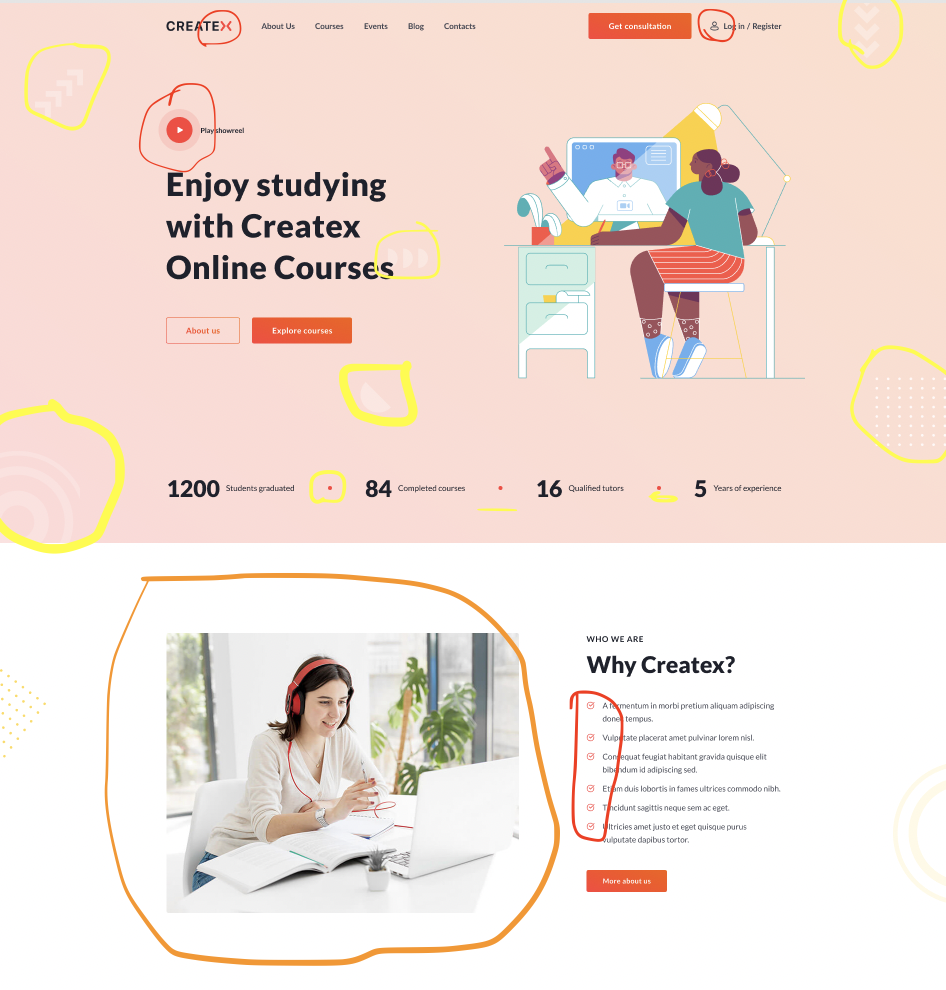 CREATEX
About Us
Courses
Events
Blog
Contacts
Get consultation
Log in / Register
Play showreel
Enjoy studying
with Createx
Online Courses
About us
Explore courses
1200 Students graduated
84 Completed courses
16 Qualified tutors
5 Years of experience
WHO WE ARE
Why Createx?
A fermentum in morbi pretium aliquam adipiscing
donec tempus.
Vulputate placerat amet pulvinar lorem nisl.
Consequat feugiat habitant gravida quisque elit
bibendum id adipiscing sed.
Etiam duis lobortis in fames ultrices commodo nibh.
Tincidunt sagittis neque sem ac eget.
Ultricies amet justo et eget quisque purus
vulputate dapibus tortor.
More about us